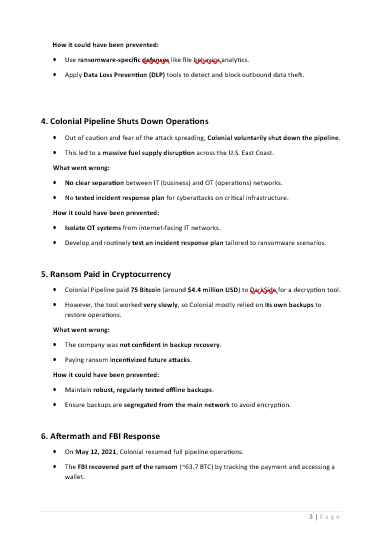 How it could have been prevented:
• Use ransomware-specific defenses like file behavior analytics.
• Apply Data Loss Prevention (DLP) tools to detect and block outbound data theft.
4. Colonial Pipeline Shuts Down Operations
• Out of caution and fear of the attack spreading, Colonial voluntarily shut down the pipeline.
• This led to a massive fuel supply disruption across the U.S. East Coast.
What went wrong:
• No clear separation between IT (business) and OT (operations) networks.
• No tested incident response plan for cyberattacks on critical infrastructure.
How it could have been prevented:
• Isolate OT systems from internet-facing IT networks.
• Develop and routinely test an incident response plan tailored to ransomware scenarios.
5. Ransom Paid in Cryptocurrency
• Colonial Pipeline paid 75 Bitcoin (around $4.4 million USD) to DarkSide for a decryption tool.
• However, the tool worked very slowly, so Colonial mostly relied on its own backups to
restore operations.
What went wrong:
• The company was not confident in backup recovery.
• Paying ransom incentivized future attacks.
How it could have been prevented:
• Maintain robust, regularly tested offline backups.
• Ensure backups are segregated from the main network to avoid encryption.
6. Aftermath and FBI Response
• On May 12, 2021, Colonial resumed full pipeline operations.
• The FBI recovered part of the ransom (~63.7 BTC) by tracking the payment and accessing a
wallet.
3 | Page